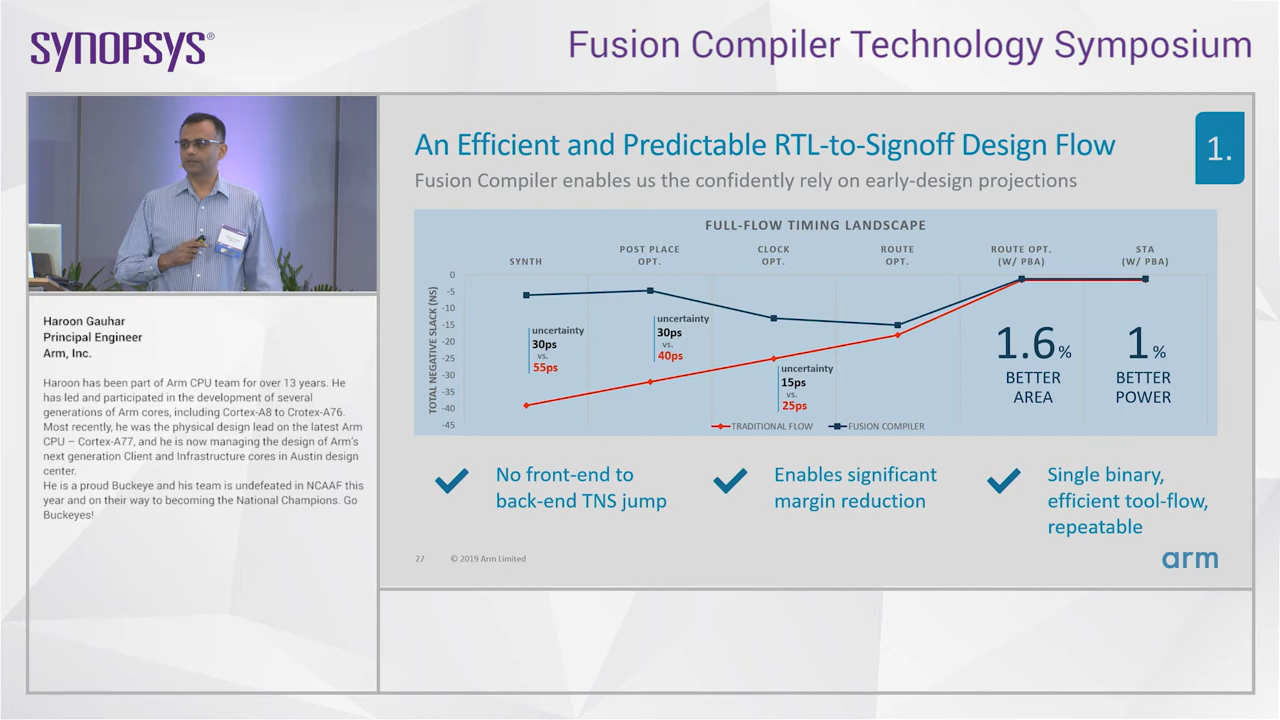 SYNOPSYS®
Fusion Compiler Technology Symposium
Haroon Gauhar
Principal Engineer
Arm, Inc.
Haroon has been part of Arm CPU team for over 13 years. He
has led and participated in the development of several
generations of Arm cores, including Cortex-A8 to Crotex-A76.
Most recently, he was the physical design lead on the latest Arm
CPU – Cortex-A77, and he is now managing the design of Arm's
next generation Client and Infrastructure cores in Austin design
center.
He is a proud Buckeye and his team is undefeated in NCAAF this
year and on their way to becoming the National Champions. Go
Buckeyes!
An Efficient and Predictable RTL-to-Signoff Design Flow
1.
Fusion Compiler enables us the confidently rely on early-design projections
FULL-FLOW TIMING LANDSCAPE
SYNTH
POST PLACE
OPT.
CLOCK
OPT.
ROUTE
OPT.
ROUTE OPT.
(W/ PBA)
STA
(W/ PBA)
TOTAL NEGATIVE SLACK (NS)
0
-5
-10
-15
-20
-25
-30
-35
-40
-45
uncertainty
30ps
vs.
55ps
uncertainty
30ps
vs.
40ps
uncertainty
15ps
vs.
25ps
1.6%
BETTER
AREA
1%
BETTER
POWER
TRADITIONAL FLOW
FUSION COMPILER
No front-end to
back-end TNS jump
Enables significant
margin reduction
Single binary,
efficient tool-flow,
repeatable
27 © 2019 Arm Limited
arm